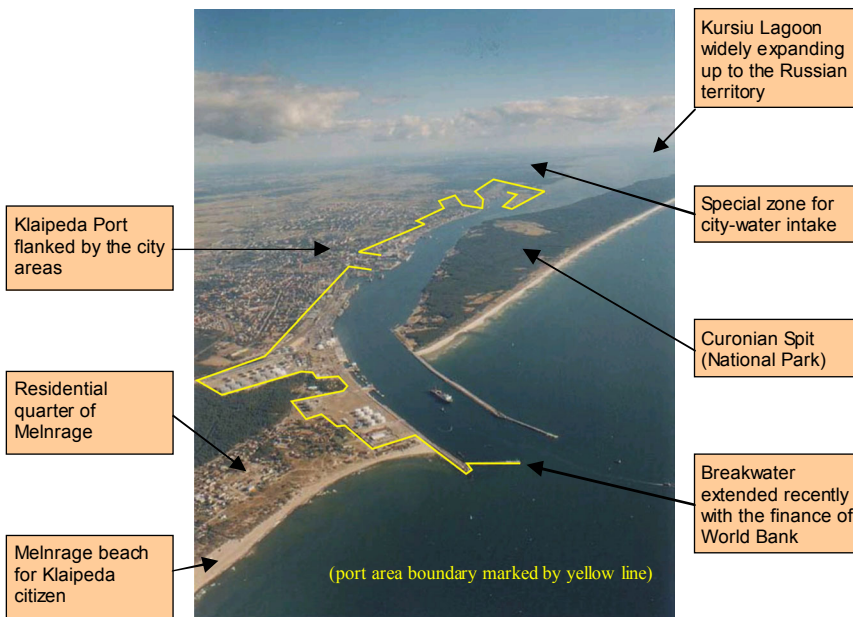 Kursiu Lagoon
widely expanding
up to the Russian
territory
Special zone for
city-water intake
Klaipeda Port
flanked by the city
areas
Curonian Spit
(National Park)
Residential
quarter of
Melnrage
Breakwater
extended recently
with the finance of
World Bank
Melnrage beach
for Klaipeda
citizen
(port area boundary marked by yellow line)